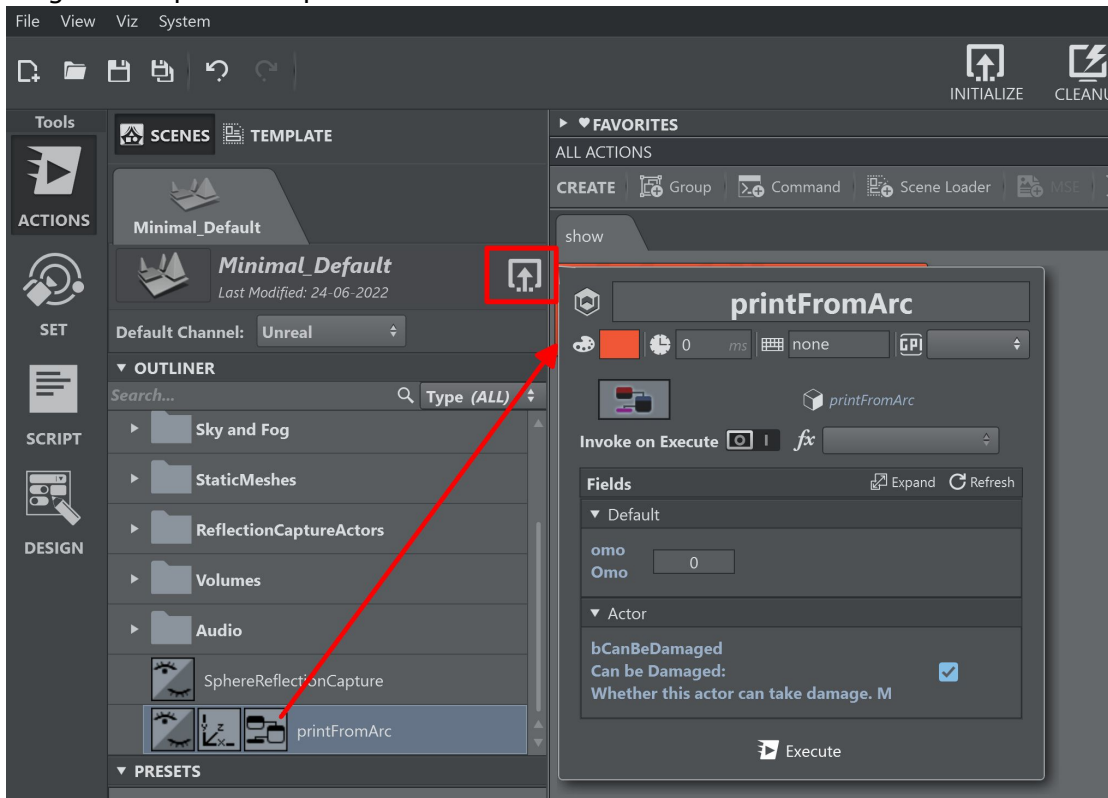 File View Viz System
INITIALIZE
Tools
SCENES TEMPLATE
♥FAVORITES
ALL ACTIONS
CREATE Group Command Scene Loader MSE
ACTIONS
Minimal_Default
show
Minimal_Default
Last Modified: 24-06-2022
printFromArc
SET
Default Channel: Unreal
0 ms none GPI
OUTLINER
Search... Type (ALL)
printFromArc
Sky and Fog
SCRIPT
Invoke on Execute fx
StaticMeshes
Fields Expand Refresh
Default
ReflectionCaptureActors
DESIGN
omo
Omo 0
Volumes
Actor
Audio
bCanBeDamaged
Can be Damaged:
Whether this actor can take damage. M
SphereReflectionCapture
printFromArc
Execute
PRESETS